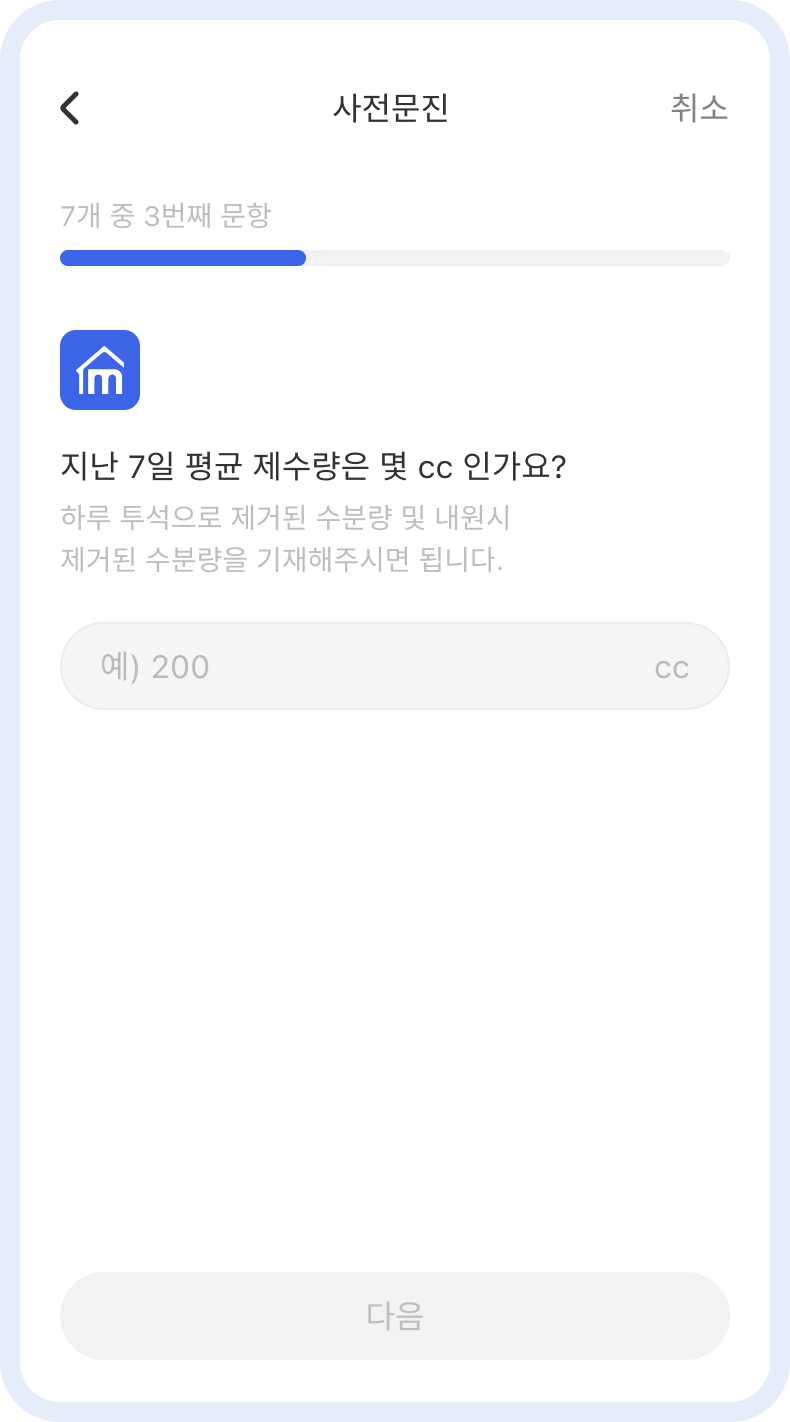 사전문진
취소
7개 중 3번째 문항
m
지난 7일 평균 제수량은 몇 cc 인가요?
하루 투석으로 제거된 수분량 및 내원시
제거된 수분량을 기재해주시면 됩니다.
예) 200
cc
다음